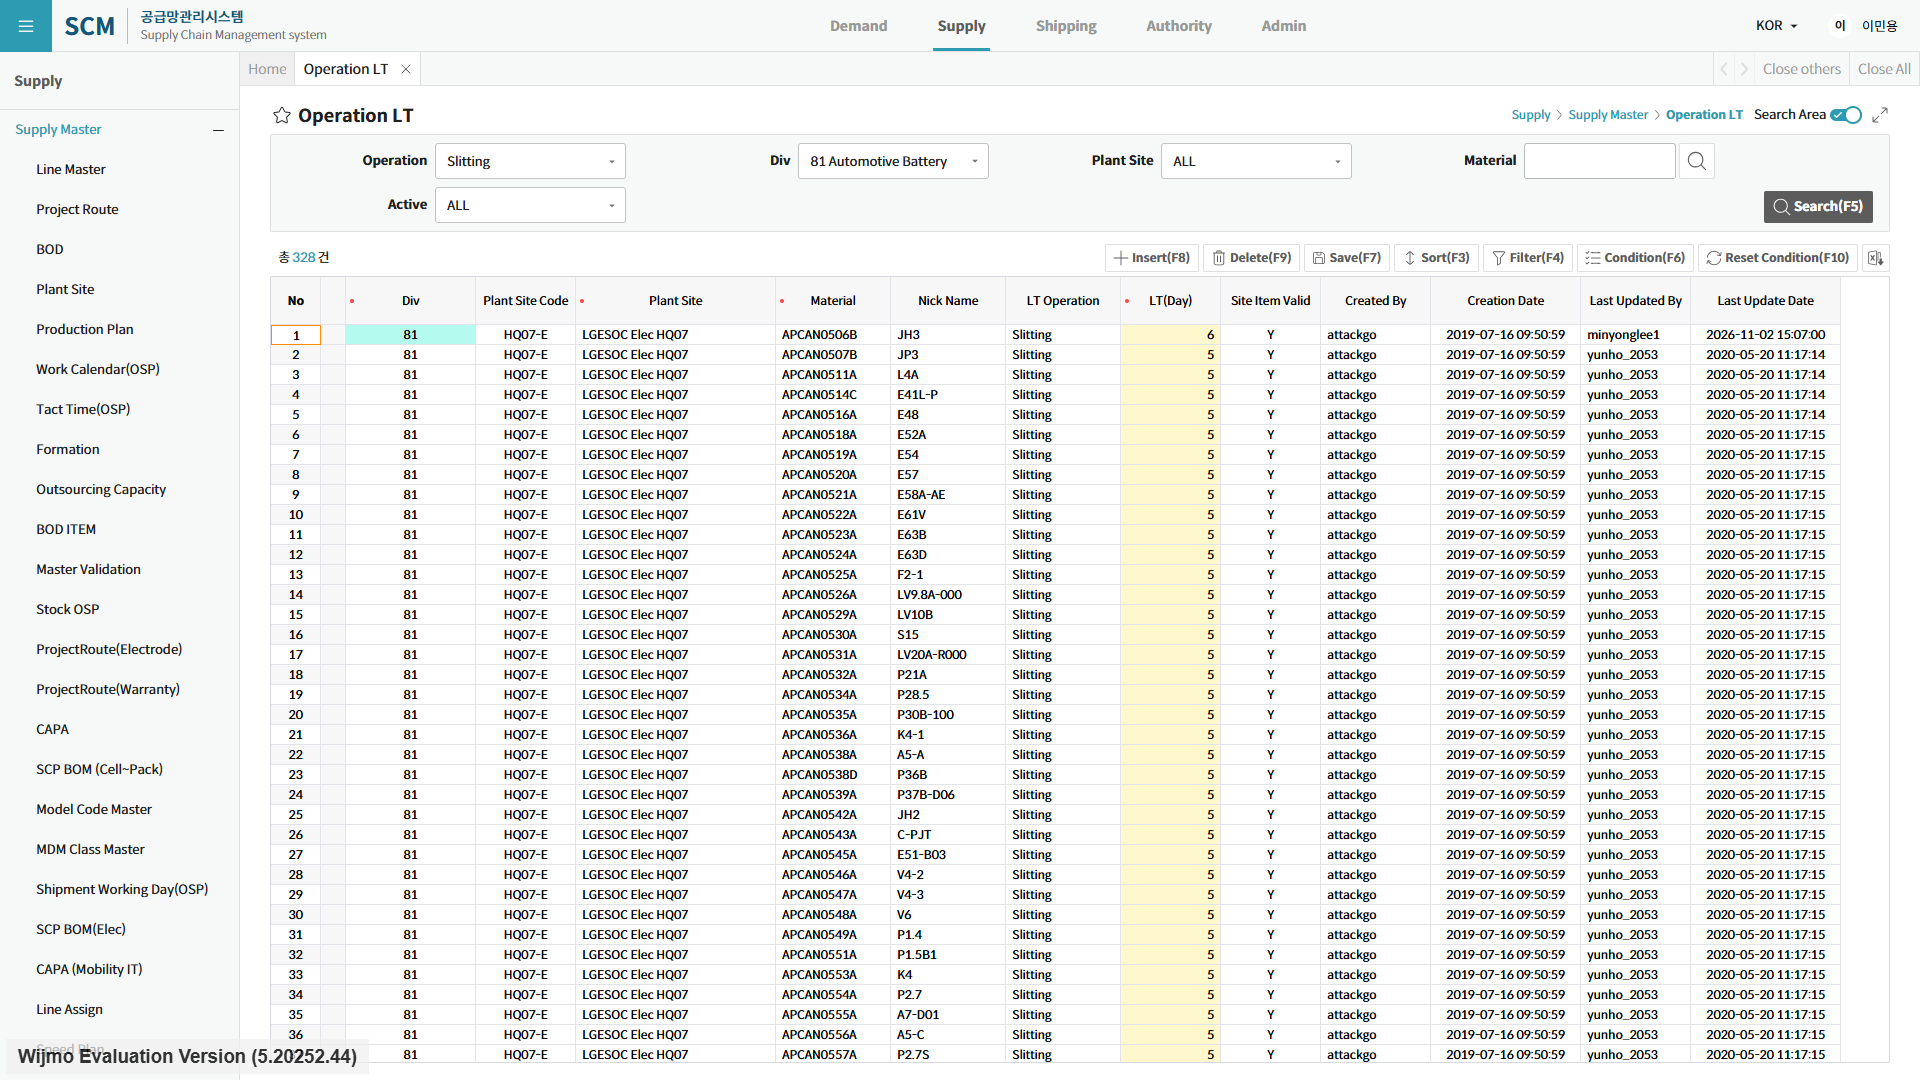 SCM 공급망관리시스템
Supply Chain Management system
Demand Supply Shipping Authority Admin
KOR 이 이민용
Supply
Home Operation LT
Close others Close All
Supply Master
Line Master
Project Route
BOD
Plant Site
Production Plan
Work Calendar(OSP)
Tact Time(OSP)
Formation
Outsourcing Capacity
BOD ITEM
Master Validation
Stock OSP
ProjectRoute(Electrode)
ProjectRoute(Warranty)
CAPA
SCP BOM (Cell~Pack)
Model Code Master
MDM Class Master
Shipment Working Day(OSP)
SCP BOM(Elec)
CAPA (Mobility IT)
Line Assign
Speed Plan
Wijmo Evaluation Version (5.20252.44)
Operation LT
Supply > Supply Master > Operation LT Search Area
Operation Slitting Div 81 Automotive Battery Plant Site ALL Material
Active ALL
Search(F5)
총 328 건
Insert(F8) Delete(F9) Save(F7) Sort(F3) Filter(F4) Condition(F6) Reset Condition(F10)
No Div Plant Site Code Plant Site Material Nick Name LT Operation LT(Day) Site Item Valid Created By Creation Date Last Updated By Last Update Date
1 81 HQ07-E LGESOC Elec HQ07 APCAN0506B JH3 Slitting 6 Y attackgo 2019-07-16 09:50:59 minyonglee1 2026-11-02 15:07:00
2 81 HQ07-E LGESOC Elec HQ07 APCAN0507B JP3 Slitting 5 Y attackgo 2019-07-16 09:50:59 yunho_2053 2020-05-20 11:17:14
3 81 HQ07-E LGESOC Elec HQ07 APCAN0511A L4A Slitting 5 Y attackgo 2019-07-16 09:50:59 yunho_2053 2020-05-20 11:17:14
4 81 HQ07-E LGESOC Elec HQ07 APCAN0514C E41L-P Slitting 5 Y attackgo 2019-07-16 09:50:59 yunho_2053 2020-05-20 11:17:14
5 81 HQ07-E LGESOC Elec HQ07 APCAN0516A E48 Slitting 5 Y attackgo 2019-07-16 09:50:59 yunho_2053 2020-05-20 11:17:14
6 81 HQ07-E LGESOC Elec HQ07 APCAN0518A E52A Slitting 5 Y attackgo 2019-07-16 09:50:59 yunho_2053 2020-05-20 11:17:15
7 81 HQ07-E LGESOC Elec HQ07 APCAN0519A E54 Slitting 5 Y attackgo 2019-07-16 09:50:59 yunho_2053 2020-05-20 11:17:15
8 81 HQ07-E LGESOC Elec HQ07 APCAN0520A E57 Slitting 5 Y attackgo 2019-07-16 09:50:59 yunho_2053 2020-05-20 11:17:15
9 81 HQ07-E LGESOC Elec HQ07 APCAN0521A E58A-AE Slitting 5 Y attackgo 2019-07-16 09:50:59 yunho_2053 2020-05-20 11:17:15
10 81 HQ07-E LGESOC Elec HQ07 APCAN0522A E61V Slitting 5 Y attackgo 2019-07-16 09:50:59 yunho_2053 2020-05-20 11:17:15
11 81 HQ07-E LGESOC Elec HQ07 APCAN0523A E63B Slitting 5 Y attackgo 2019-07-16 09:50:59 yunho_2053 2020-05-20 11:17:15
12 81 HQ07-E LGESOC Elec HQ07 APCAN0524A E63D Slitting 5 Y attackgo 2019-07-16 09:50:59 yunho_2053 2020-05-20 11:17:15
13 81 HQ07-E LGESOC Elec HQ07 APCAN0525A F2-1 Slitting 5 Y attackgo 2019-07-16 09:50:59 yunho_2053 2020-05-20 11:17:15
14 81 HQ07-E LGESOC Elec HQ07 APCAN0526A LV9.8A-000 Slitting 5 Y attackgo 2019-07-16 09:50:59 yunho_2053 2020-05-20 11:17:15
15 81 HQ07-E LGESOC Elec HQ07 APCAN0529A LV10B Slitting 5 Y attackgo 2019-07-16 09:50:59 yunho_2053 2020-05-20 11:17:15
16 81 HQ07-E LGESOC Elec HQ07 APCAN0530A S15 Slitting 5 Y attackgo 2019-07-16 09:50:59 yunho_2053 2020-05-20 11:17:15
17 81 HQ07-E LGESOC Elec HQ07 APCAN0531A LV20A-R000 Slitting 5 Y attackgo 2019-07-16 09:50:59 yunho_2053 2020-05-20 11:17:15
18 81 HQ07-E LGESOC Elec HQ07 APCAN0532A P21A Slitting 5 Y attackgo 2019-07-16 09:50:59 yunho_2053 2020-05-20 11:17:15
19 81 HQ07-E LGESOC Elec HQ07 APCAN0534A P28.5 Slitting 5 Y attackgo 2019-07-16 09:50:59 yunho_2053 2020-05-20 11:17:15
20 81 HQ07-E LGESOC Elec HQ07 APCAN0535A P30B-100 Slitting 5 Y attackgo 2019-07-16 09:50:59 yunho_2053 2020-05-20 11:17:15
21 81 HQ07-E LGESOC Elec HQ07 APCAN0536A K4-1 Slitting 5 Y attackgo 2019-07-16 09:50:59 yunho_2053 2020-05-20 11:17:15
22 81 HQ07-E LGESOC Elec HQ07 APCAN0538A A5-A Slitting 5 Y attackgo 2019-07-16 09:50:59 yunho_2053 2020-05-20 11:17:15
23 81 HQ07-E LGESOC Elec HQ07 APCAN0538D P36B Slitting 5 Y attackgo 2019-07-16 09:50:59 yunho_2053 2020-05-20 11:17:15
24 81 HQ07-E LGESOC Elec HQ07 APCAN0539A P37B-D06 Slitting 5 Y attackgo 2019-07-16 09:50:59 yunho_2053 2020-05-20 11:17:15
25 81 HQ07-E LGESOC Elec HQ07 APCAN0542A JH2 Slitting 5 Y attackgo 2019-07-16 09:50:59 yunho_2053 2020-05-20 11:17:15
26 81 HQ07-E LGESOC Elec HQ07 APCAN0543A C-PJT Slitting 5 Y attackgo 2019-07-16 09:50:59 yunho_2053 2020-05-20 11:17:15
27 81 HQ07-E LGESOC Elec HQ07 APCAN0545A E51-B03 Slitting 5 Y attackgo 2019-07-16 09:50:59 yunho_2053 2020-05-20 11:17:15
28 81 HQ07-E LGESOC Elec HQ07 APCAN0546A V4-2 Slitting 5 Y attackgo 2019-07-16 09:50:59 yunho_2053 2020-05-20 11:17:15
29 81 HQ07-E LGESOC Elec HQ07 APCAN0547A V4-3 Slitting 5 Y attackgo 2019-07-16 09:50:59 yunho_2053 2020-05-20 11:17:15
30 81 HQ07-E LGESOC Elec HQ07 APCAN0548A V6 Slitting 5 Y attackgo 2019-07-16 09:50:59 yunho_2053 2020-05-20 11:17:15
31 81 HQ07-E LGESOC Elec HQ07 APCAN0549A P1.4 Slitting 5 Y attackgo 2019-07-16 09:50:59 yunho_2053 2020-05-20 11:17:15
32 81 HQ07-E LGESOC Elec HQ07 APCAN0551A P1.5B1 Slitting 5 Y attackgo 2019-07-16 09:50:59 yunho_2053 2020-05-20 11:17:15
33 81 HQ07-E LGESOC Elec HQ07 APCAN0553A K4 Slitting 5 Y attackgo 2019-07-16 09:50:59 yunho_2053 2020-05-20 11:17:15
34 81 HQ07-E LGESOC Elec HQ07 APCAN0554A P2.7 Slitting 5 Y attackgo 2019-07-16 09:50:59 yunho_2053 2020-05-20 11:17:15
35 81 HQ07-E LGESOC Elec HQ07 APCAN0555A A7-D01 Slitting 5 Y attackgo 2019-07-16 09:50:59 yunho_2053 2020-05-20 11:17:15
36 81 HQ07-E LGESOC Elec HQ07 APCAN0556A A5-C Slitting 5 Y attackgo 2019-07-16 09:50:59 yunho_2053 2020-05-20 11:17:15
81 HQ07-E LGESOC Elec HQ07 APCAN0557A P2.7S Slitting 5 Y attackgo 2019-07-16 09:50:59 yunho_2053 2020-05-20 11:17:15